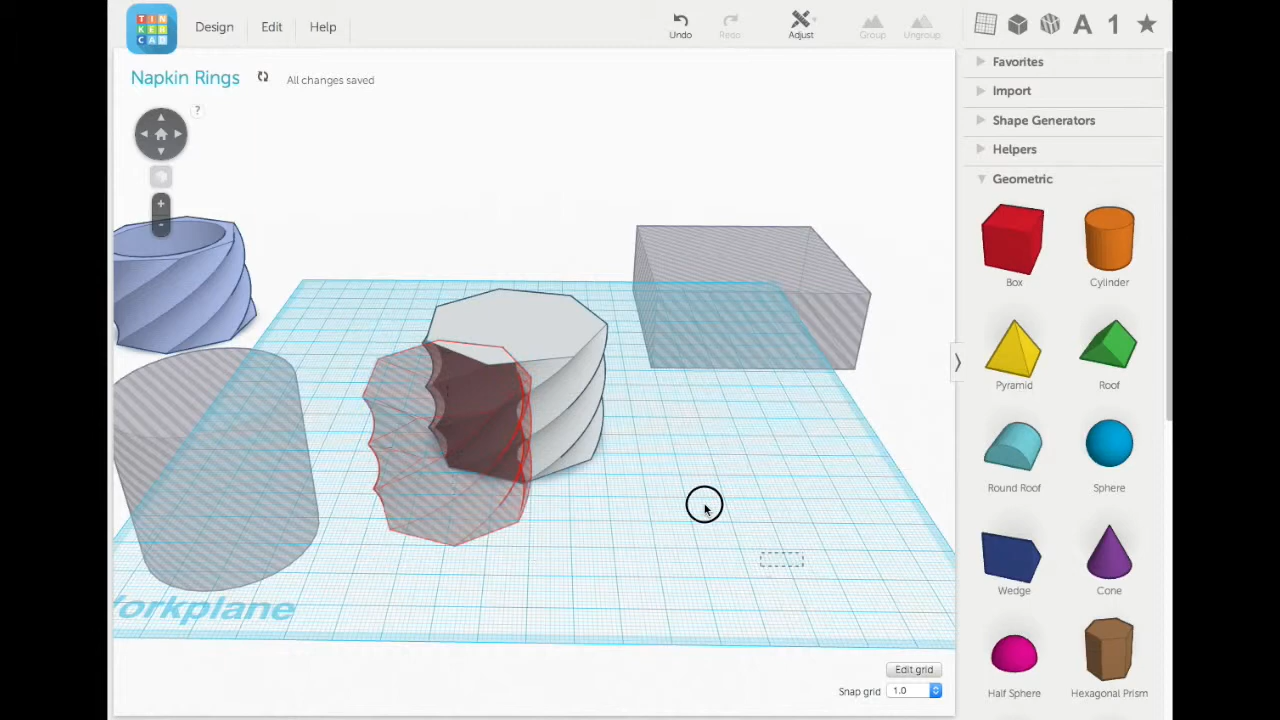 TIN
KER
CAD
Design
Edit
Help
Undo
Redo
Adjust
Group
Ungroup
A
1
Napkin Rings
All changes saved
?
+
-
Favorites
Import
Shape Generators
Helpers
Geometric
Box
Cylinder
Pyramid
Roof
Round Roof
Sphere
Wedge
Cone
Half Sphere
Hexagonal Prism
orkplane
Edit grid
Snap grid 1.0